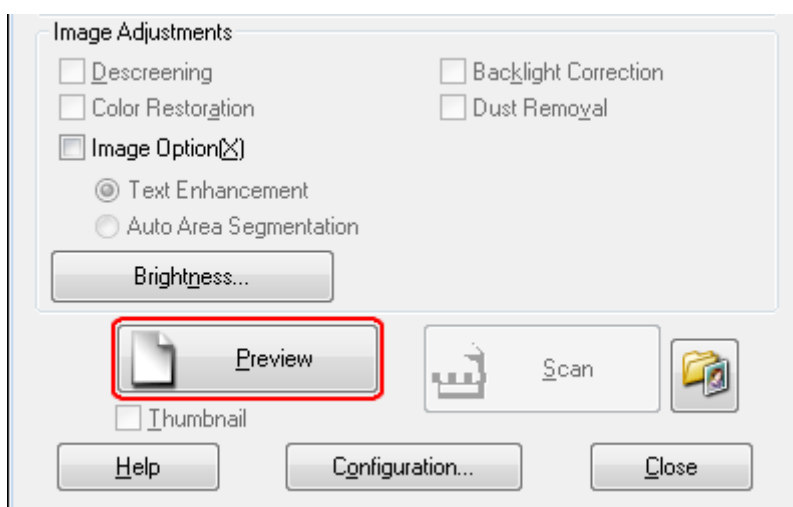 Image Adjustments
Descreening Backlight Correction
Color Restoration Dust Removal
Image Option(X)
Text Enhancement
Auto Area Segmentation
Brightness...
Preview Scan
Thumbnail
Help Configuration... Close